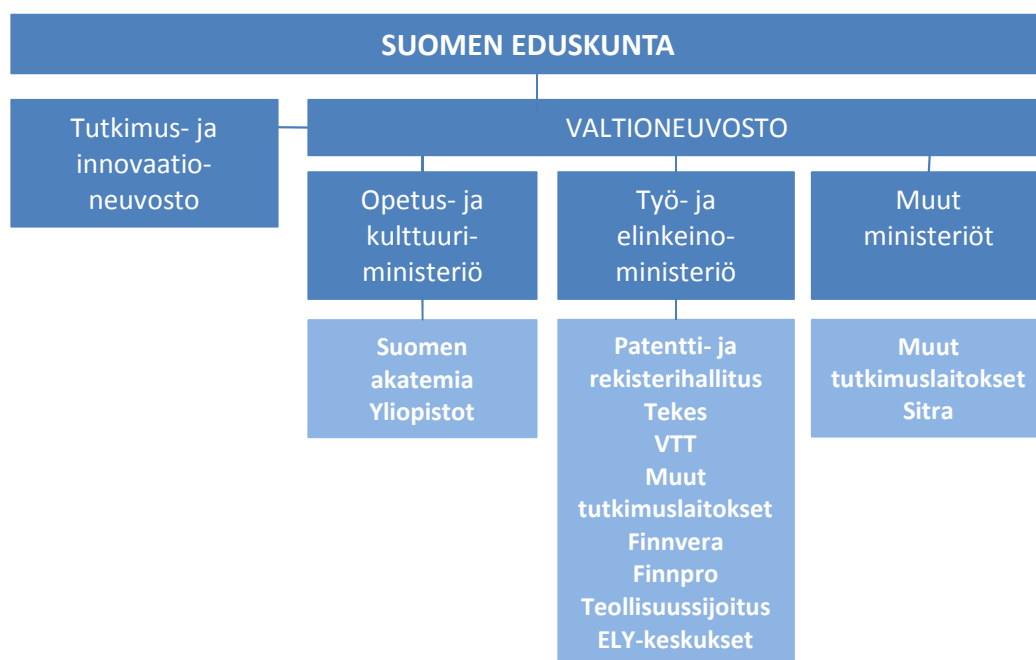 SUOMEN EDUSKUNTA
Tutkimus- ja
innovaatio-
neuvosto
VALTIONEUVOSTO
Opetus- ja
kulttuuri-
ministeriö
Työ- ja
elinkeino-
ministeriö
Muut
ministeriöt
Suomen
akatemia
Yliopistot
Patentti- ja
rekisterihallitus
Tekes
VTT
Muut
tutkimuslaitokset
Finnvera
Finnpro
Teollisuussijoitus
ELY-keskukset
Muut
tutkimuslaitokset
Sitra